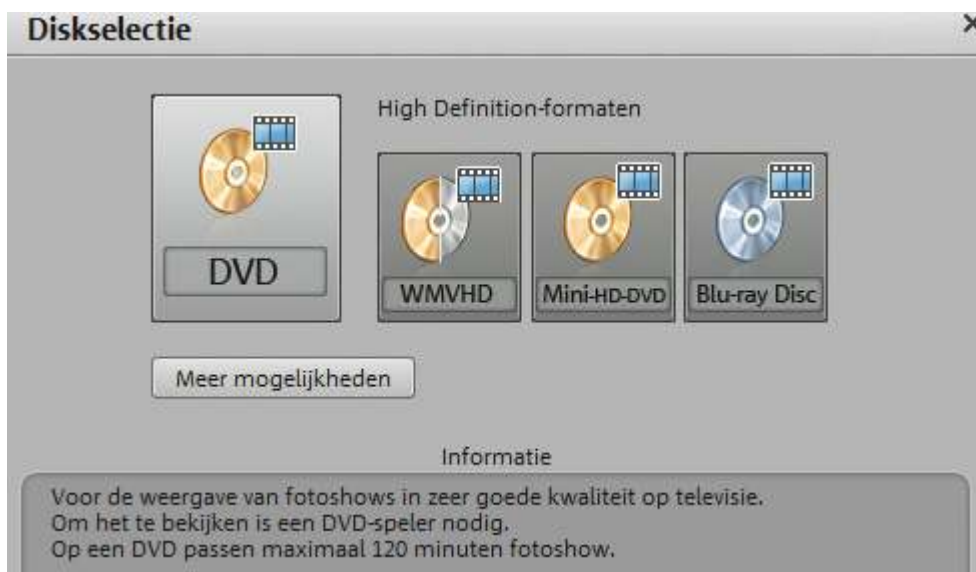 Diskselectie
High Definition-formaten
DVD
WMVHD
Mini-HD-DVD
Blu-ray Disc
Meer mogelijkheden
Informatie
Voor de weergave van fotoshows in zeer goede kwaliteit op televisie.
Om het te bekijken is een DVD-speler nodig.
Op een DVD passen maximaal 120 minuten fotoshow.